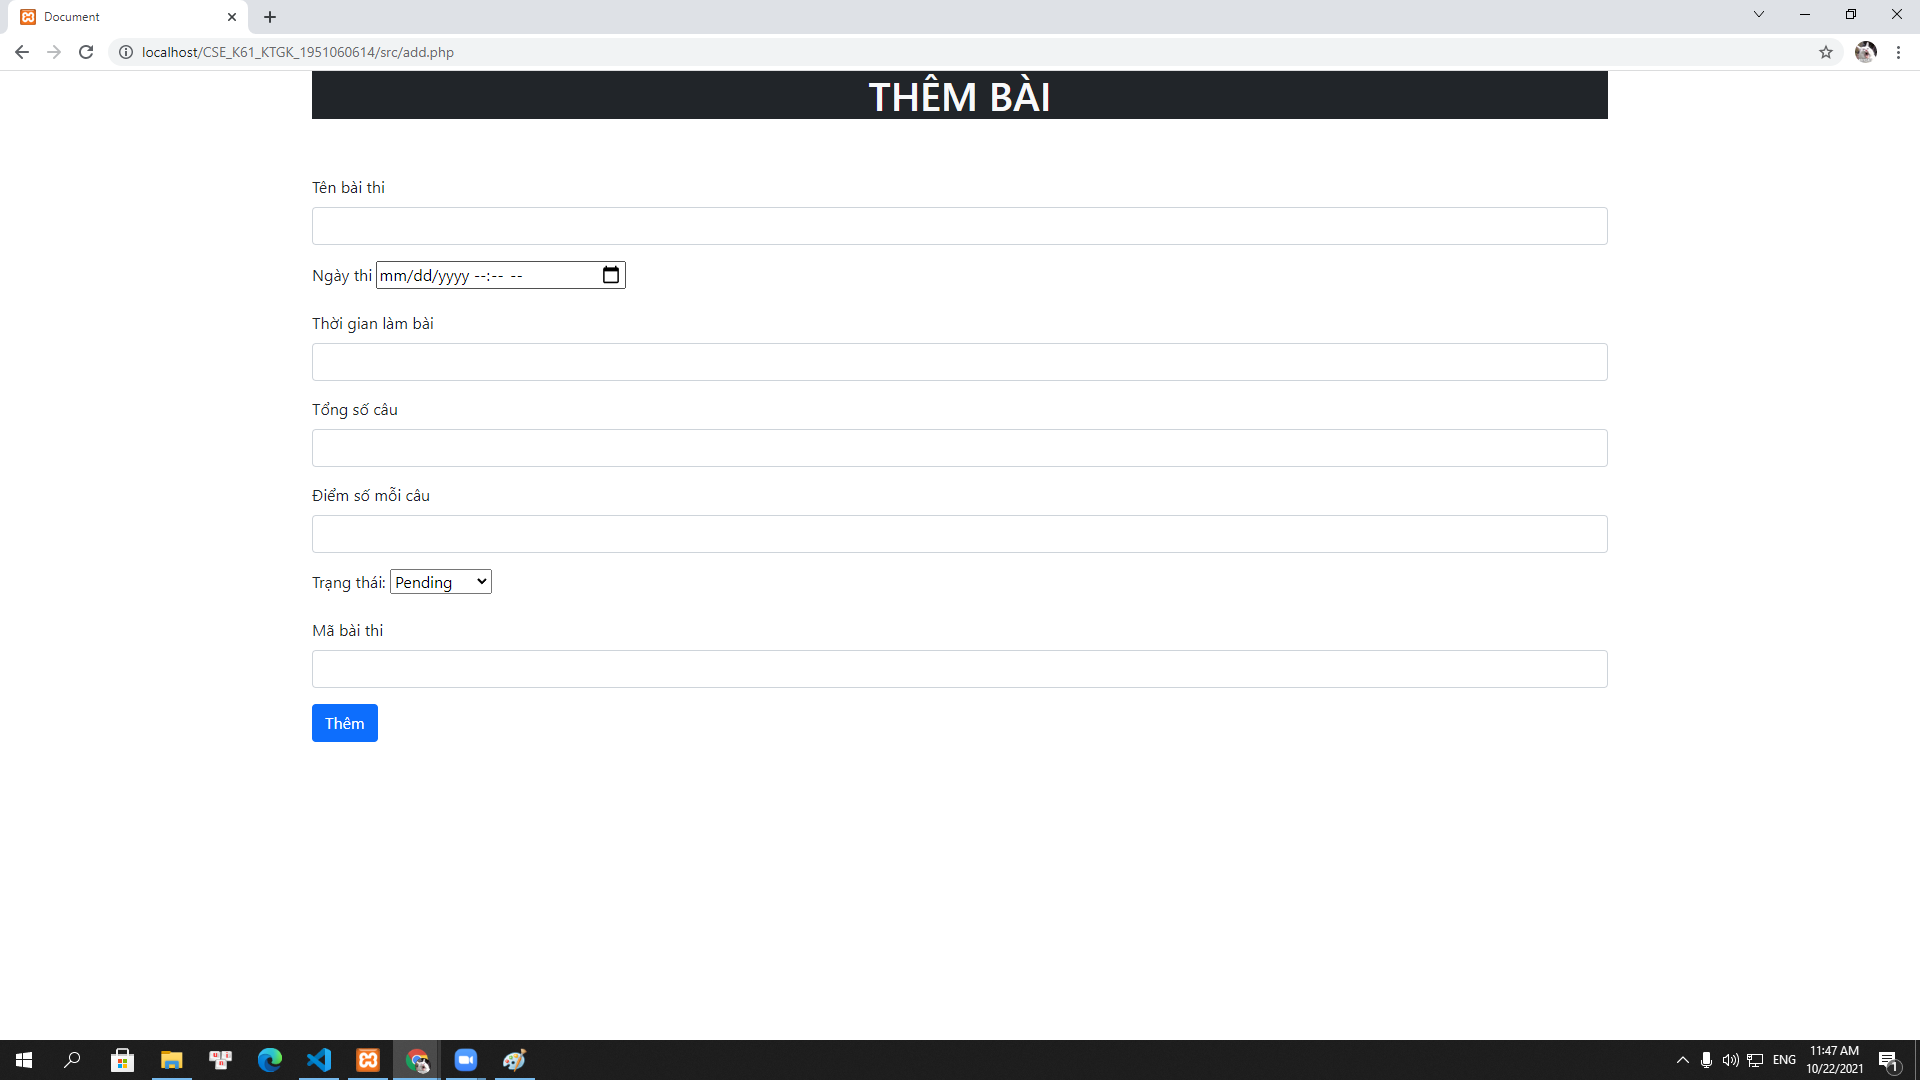 Document
localhost/CSE_K61_KTGK_1951060614/src/add.php
THÊM BÀI
Tên bài thi
Ngày thi mm/dd/yyyy --:-- --
Thời gian làm bài
Tổng số câu
Điểm số mỗi câu
Trạng thái: Pending
Mã bài thi
Thêm
ENG
11:47 AM
10/22/2021
1